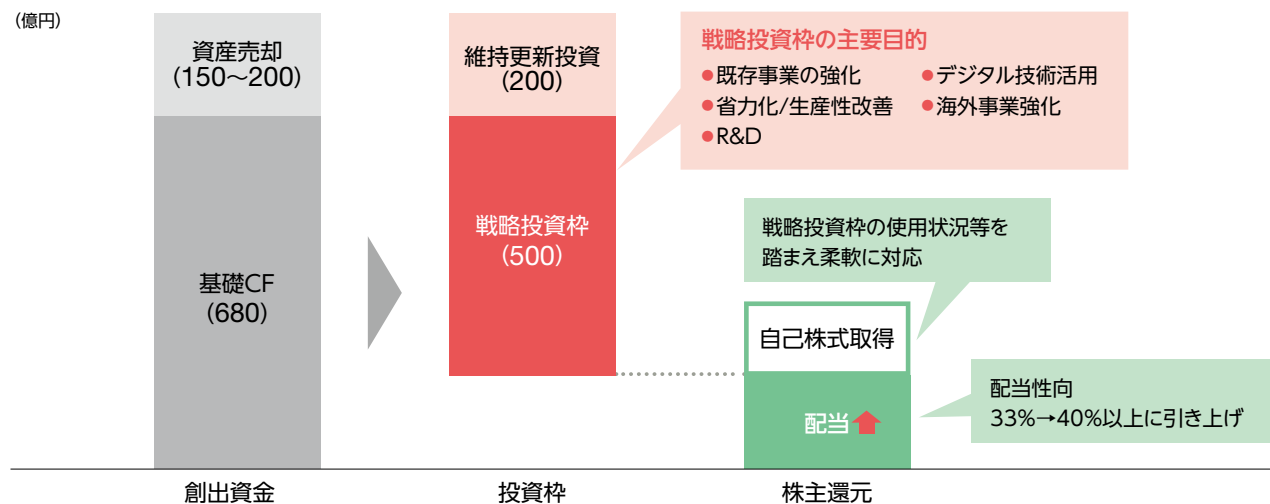 (億円)
資産売却
(150～200)
基礎CF
(680)
創出資金
維持更新投資
(200)
戦略投資枠
(500)
投資枠
戦略投資枠の主要目的
●既存事業の強化
●デジタル技術活用
●省力化/生産性改善
●海外事業強化
●R&D
戦略投資枠の使用状況等を
踏まえ柔軟に対応
自己株式取得
配当
配当性向
33%→40%以上に引き上げ
株主還元